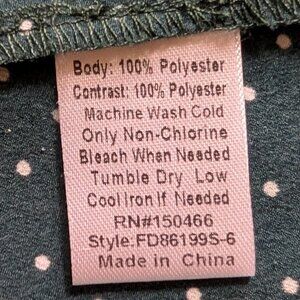 Body: 100% Polyester
Contrast: 100% Polyester
Machine Wash Cold
Only Non-Chlorine
Bleach When Needed
Tumble Dry Low
Cool Iron If Needed
RN#150466
Style:FD86199S-6
Made in China